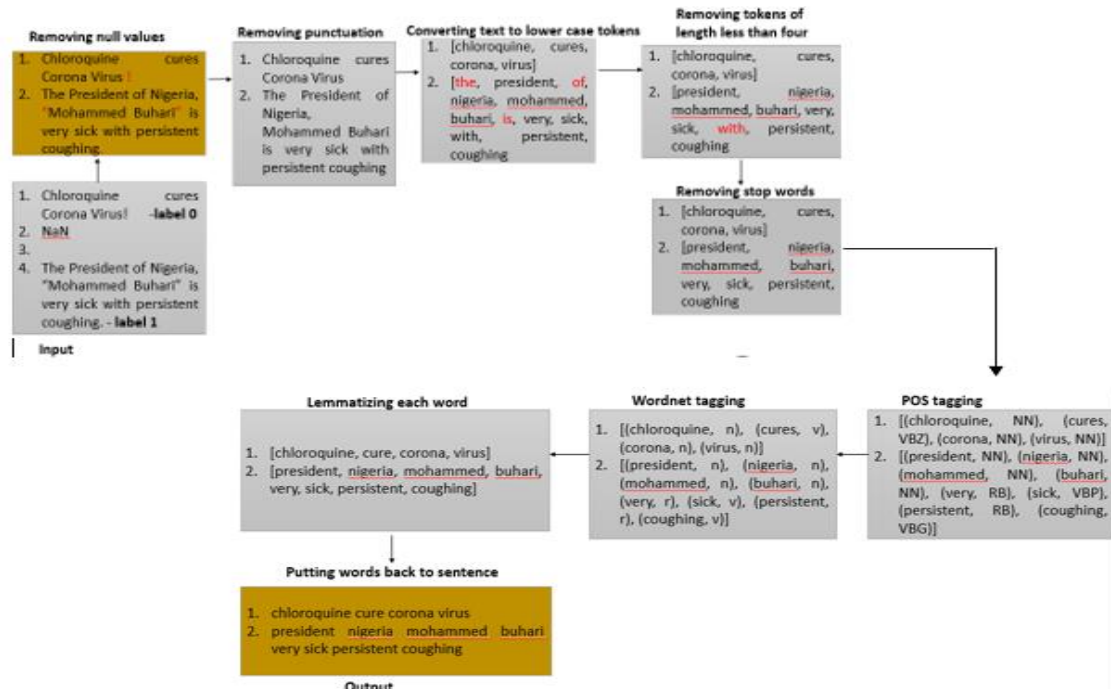 Removing null values
1. Chloroquine cures
Corona Virus !
2. The President of Nigeria,
"Mohammed Buhari" is
very sick with persistent
coughing.
Removing punctuation
1. Chloroquine cures
Corona Virus
2. The President of
Nigeria,
Mohammed Buhari
is very sick with
persistent coughing
Converting text to lower case tokens
1. [chloroquine, cures,
corona, virus]
2. [the, president, of,
nigeria, mohammed,
buhari, is, very, sick,
with, persistent,
coughing
Removing tokens of
length less than four
1. [chloroquine, cures,
corona, virus]
2. [president, nigeria,
mohammed, buhari, very,
sick, with, persistent,
coughing
1. Chloroquine cures
Corona Virus! -label 0
2. NaN
3.
4. The President of Nigeria,
"Mohammed Buhari" is
very sick with persistent
coughing. - label 1
Input
Removing stop words
1. [chloroquine, cures,
corona, virus]
2. [president, nigeria,
mohammed, buhari,
very, sick, persistent,
coughing
POS tagging
1. [(chloroquine, NN), (cures,
VBZ), (corona, NN), (virus, NN)]
2. [(president, NN), (nigeria, NN),
(mohammed, NN), (buhari,
NN), (very, RB), (sick, VBP),
(persistent, RB), (coughing,
VBG)]
Wordnet tagging
1. [(chloroquine, n), (cures, v),
(corona, n), (virus, n)]
2. [(president, n), (nigeria, n),
(mohammed, n), (buhari, n),
(very, r), (sick, v), (persistent,
r), (coughing, v)]
Lemmatizing each word
1. [chloroquine, cure, corona, virus]
2. [president, nigeria, mohammed, buhari,
very, sick, persistent, coughing]
Putting words back to sentence
1. chloroquine cure corona virus
2. president nigeria mohammed buhari
very sick persistent coughing
Output